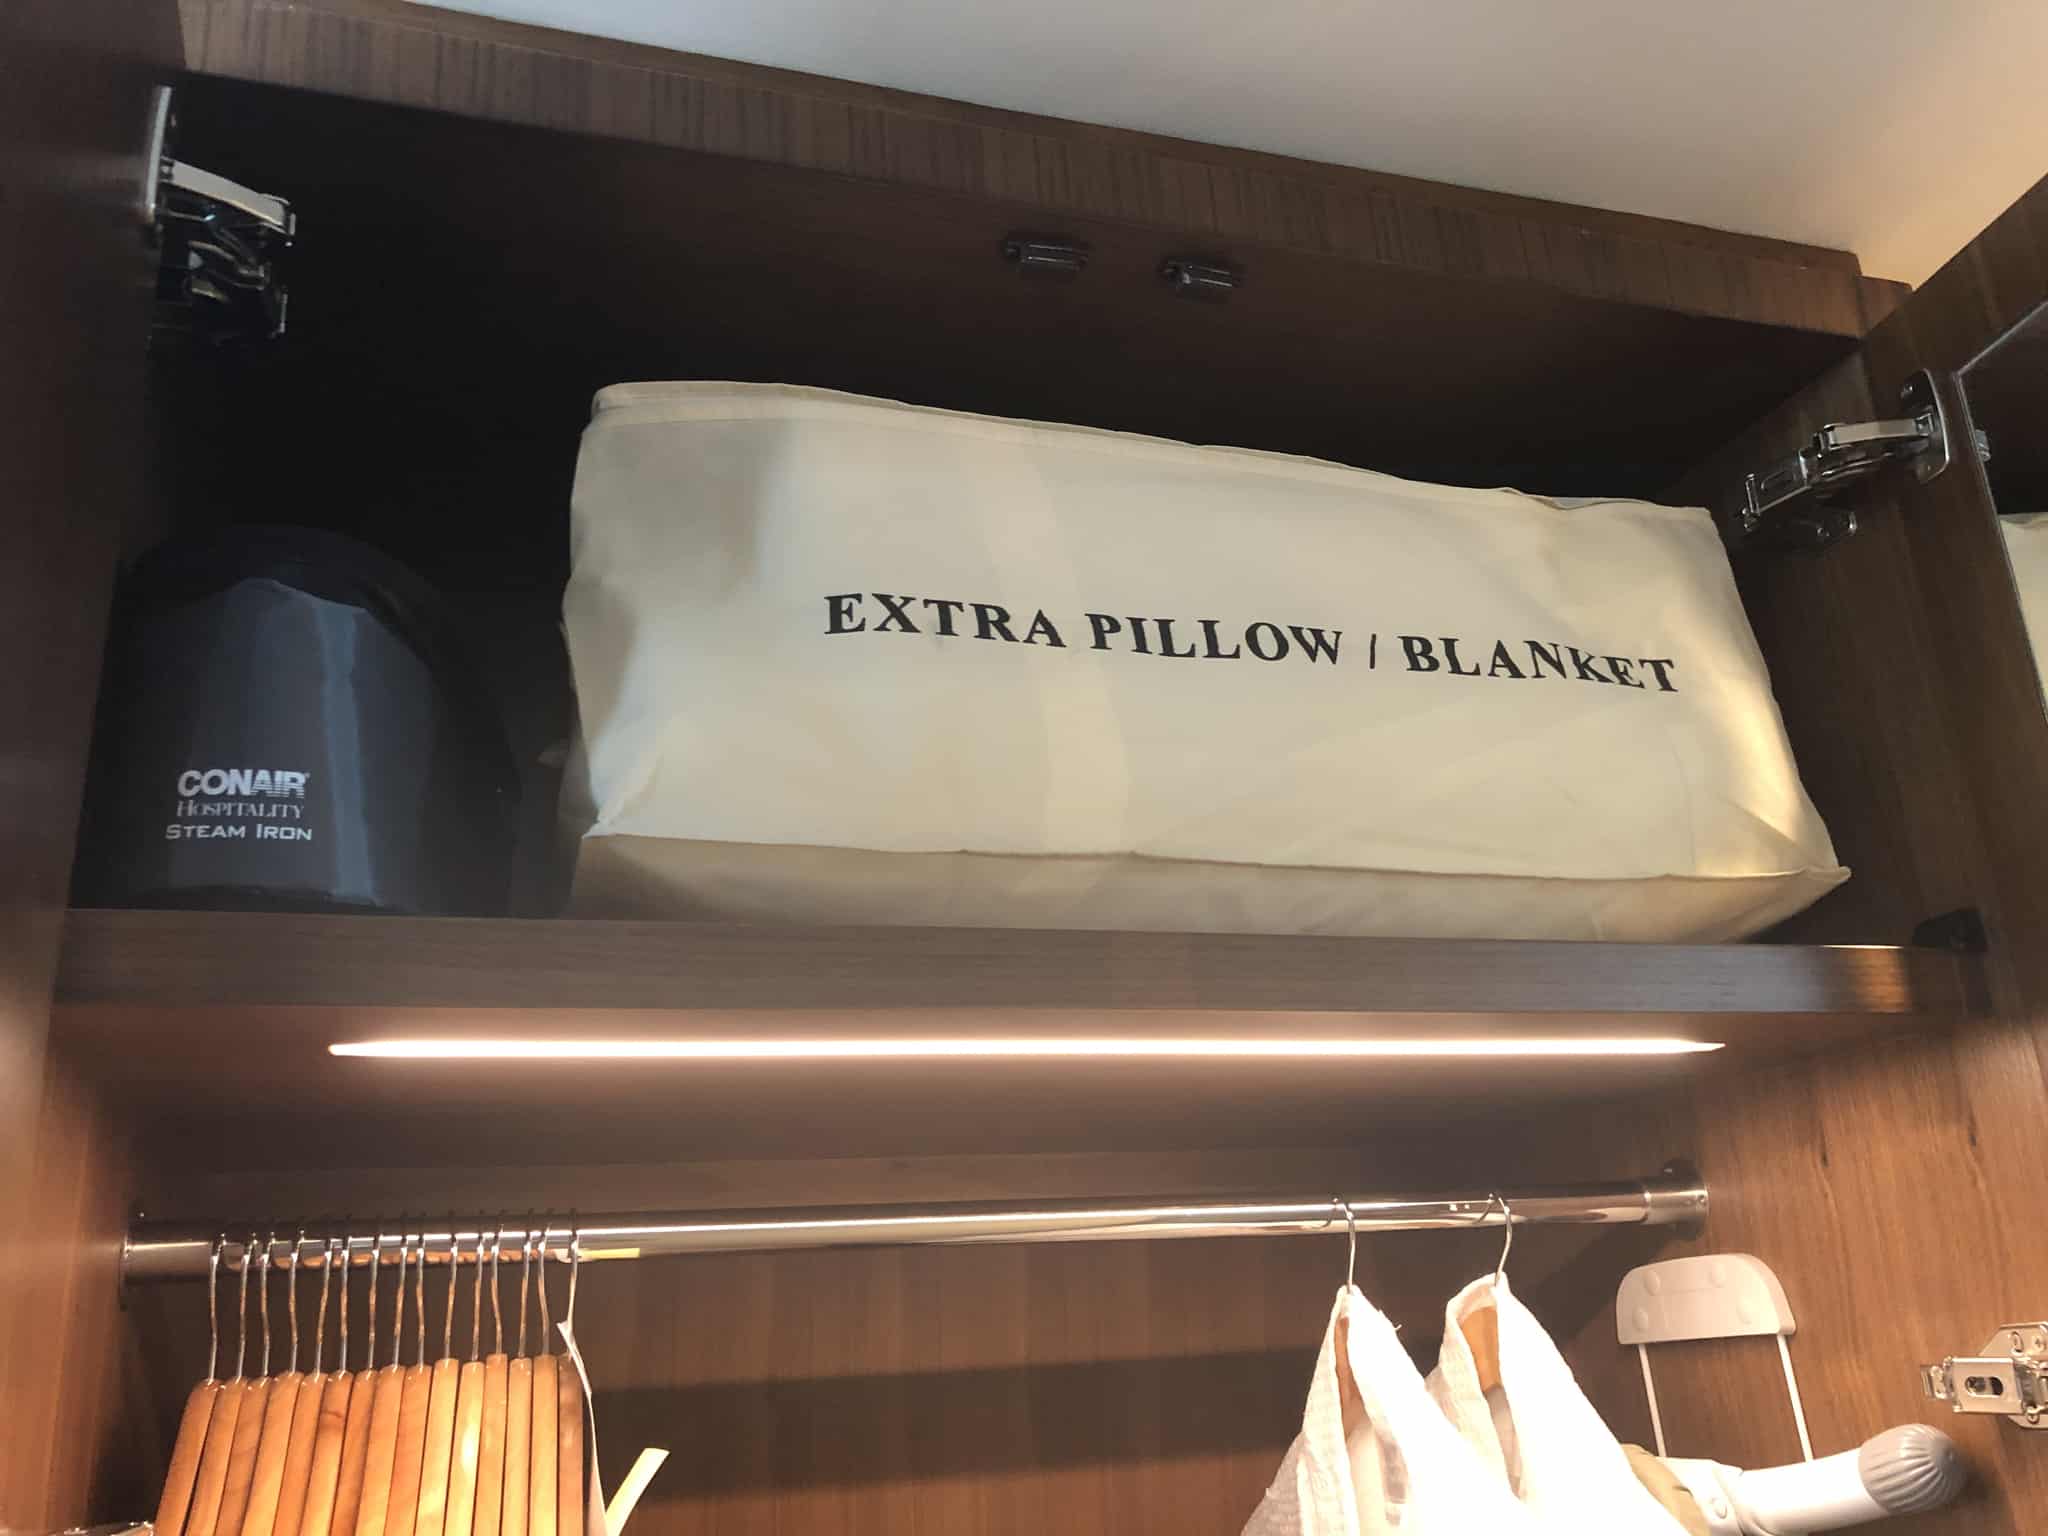 EXTRA PILLOW / BLANKET
CONAIR
HOSPITALITY
STEAM IRON